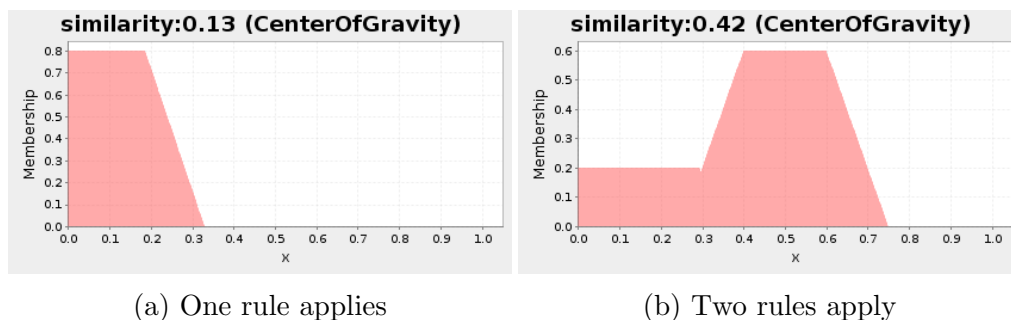 similarity:0.13 (CenterOfGravity)
0.8
0.7
0.6
0.5
0.4
0.3
0.2
0.1
0.0
Membership
0.0 0.1 0.2 0.3 0.4 0.5 0.6 0.7 0.8 0.9 1.0
x
(a) One rule applies
similarity:0.42 (CenterOfGravity)
0.6
0.5
0.4
0.3
0.2
0.1
0.0
Membership
0.0 0.1 0.2 0.3 0.4 0.5 0.6 0.7 0.8 0.9 1.0
x
(b) Two rules apply